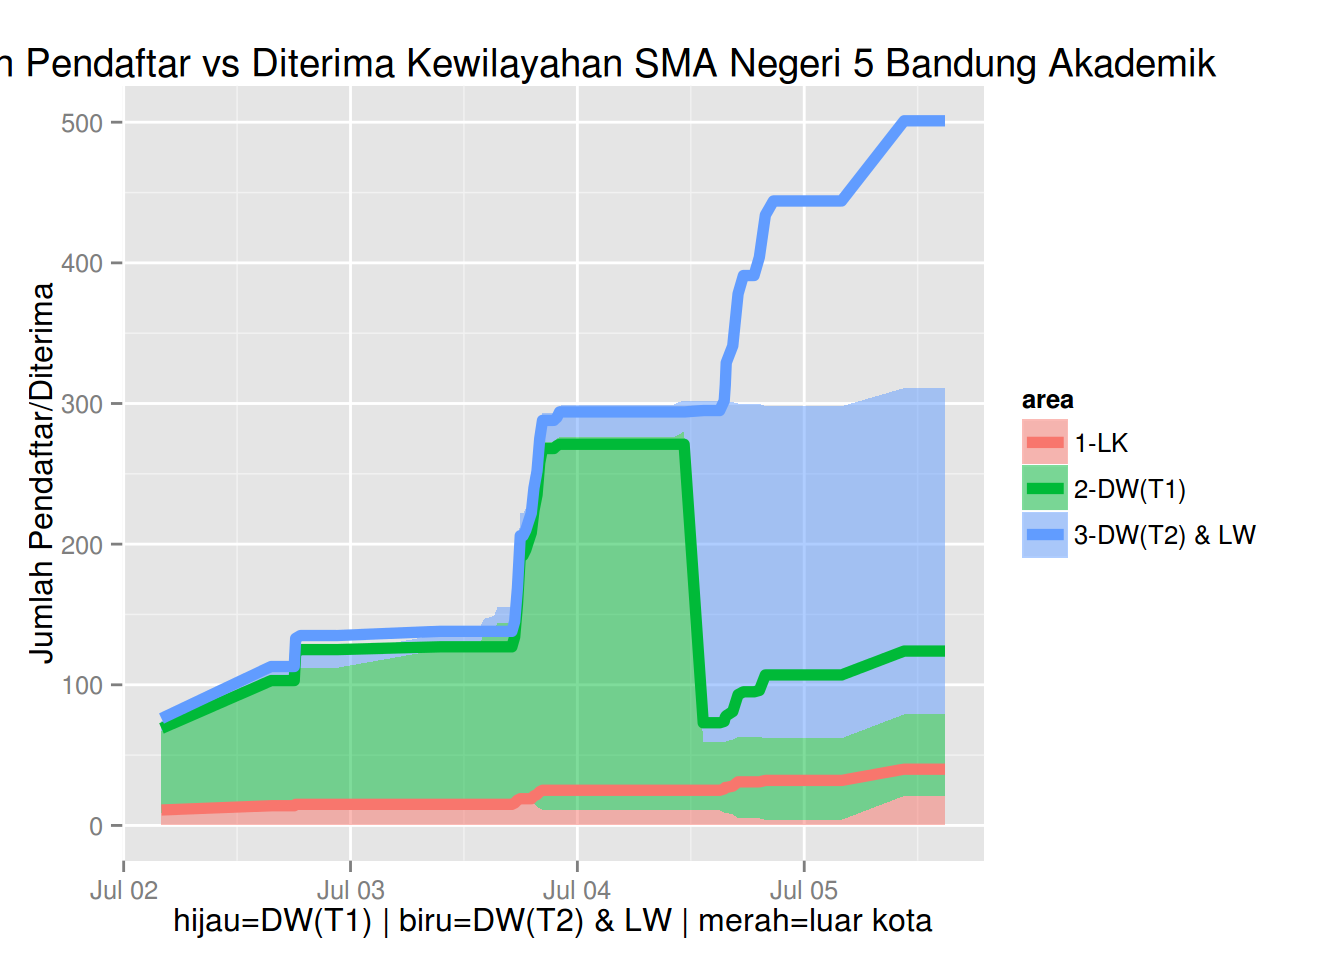 Pendaftar vs Diterima Kewilayahan SMA Negeri 5 Bandung Akademik
500
400
300
200
100
0
Jumlah Pendaftar/Diterima
Jul 02 Jul 03 Jul 04 Jul 05
hijau=DW(T1) | biru=DW(T2) & LW | merah=luar kota
area
1-LK
2-DW(T1)
3-DW(T2) & LW